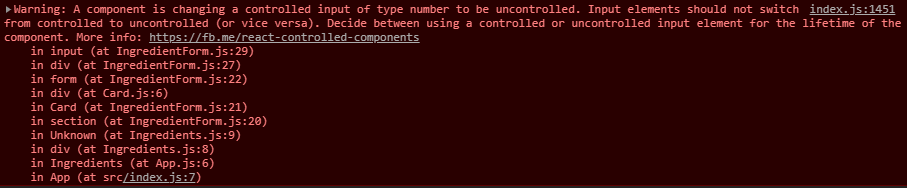 ▶Warning: A component is changing a controlled input of type number to be uncontrolled. Input elements should not switch index.js:1451
from controlled to uncontrolled (or vice versa). Decide between using a controlled or uncontrolled input element for the lifetime of the
component. More info: https://fb.me/react-controlled-components
in input (at IngredientForm.js:29)
in div (at IngredientForm.js:27)
in form (at IngredientForm.js:22)
in div (at Card.js:6)
in Card (at IngredientForm.js:21)
in section (at IngredientForm.js:20)
in Unknown (at Ingredients.js:9)
in div (at Ingredients.js:8)
in Ingredients (at App.js:6)
in App (at src/index.js:7)